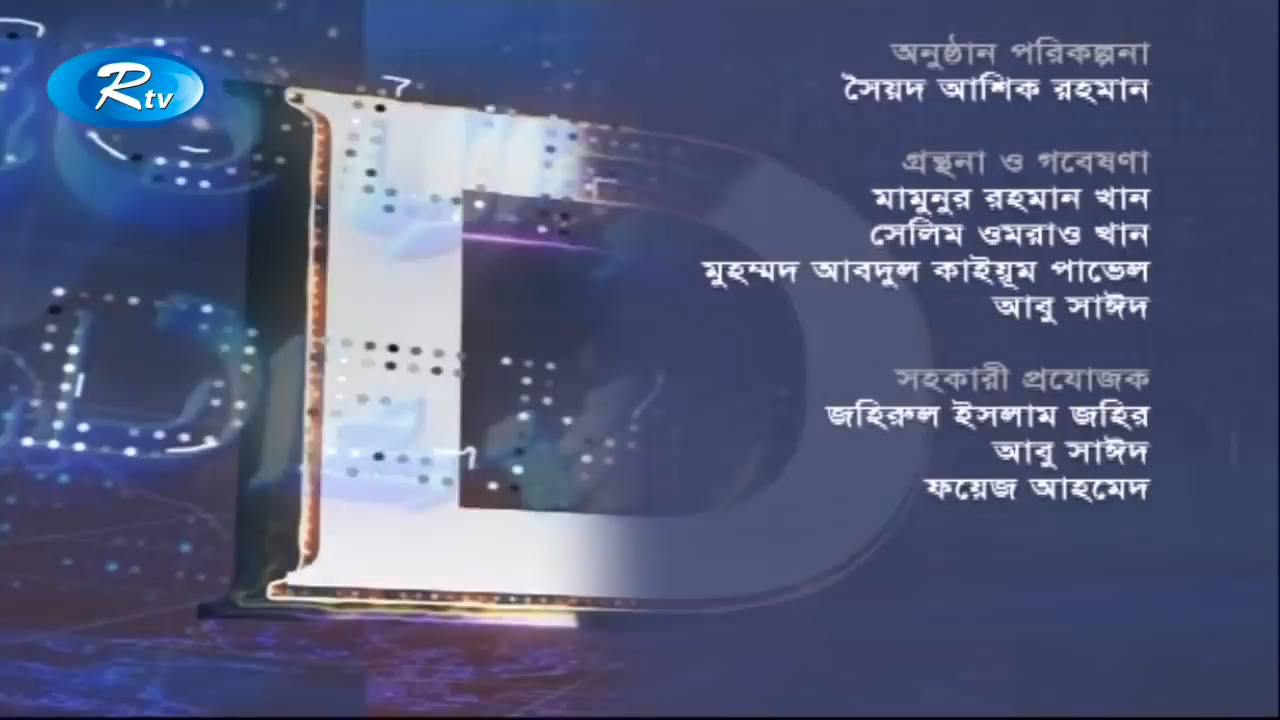 Rtv
অনুষ্ঠান পরিকল্পনা
সৈয়দ আশিক রহমান
গ্রন্থনা ও গবেষণা
মামুনুর রহমান খান
সেলিম ওমরাও খান
মুহম্মদ আবদুল কাইয়ূম পাভেল
আবু সাঈদ
সহকারী প্রযোজক
জহিরুল ইসলাম জহির
আবু সাঈদ
ফয়েজ আহমেদ
D